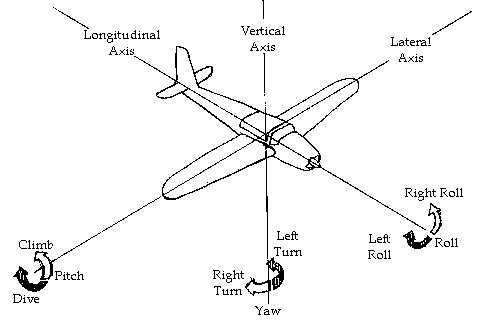 Longitudinal
Axis
Vertical
Axis
Lateral
Axis
Right Roll
Left
Roll
Roll
Left
Turn
Right
Turn
Yaw
Climb
Pitch
Dive